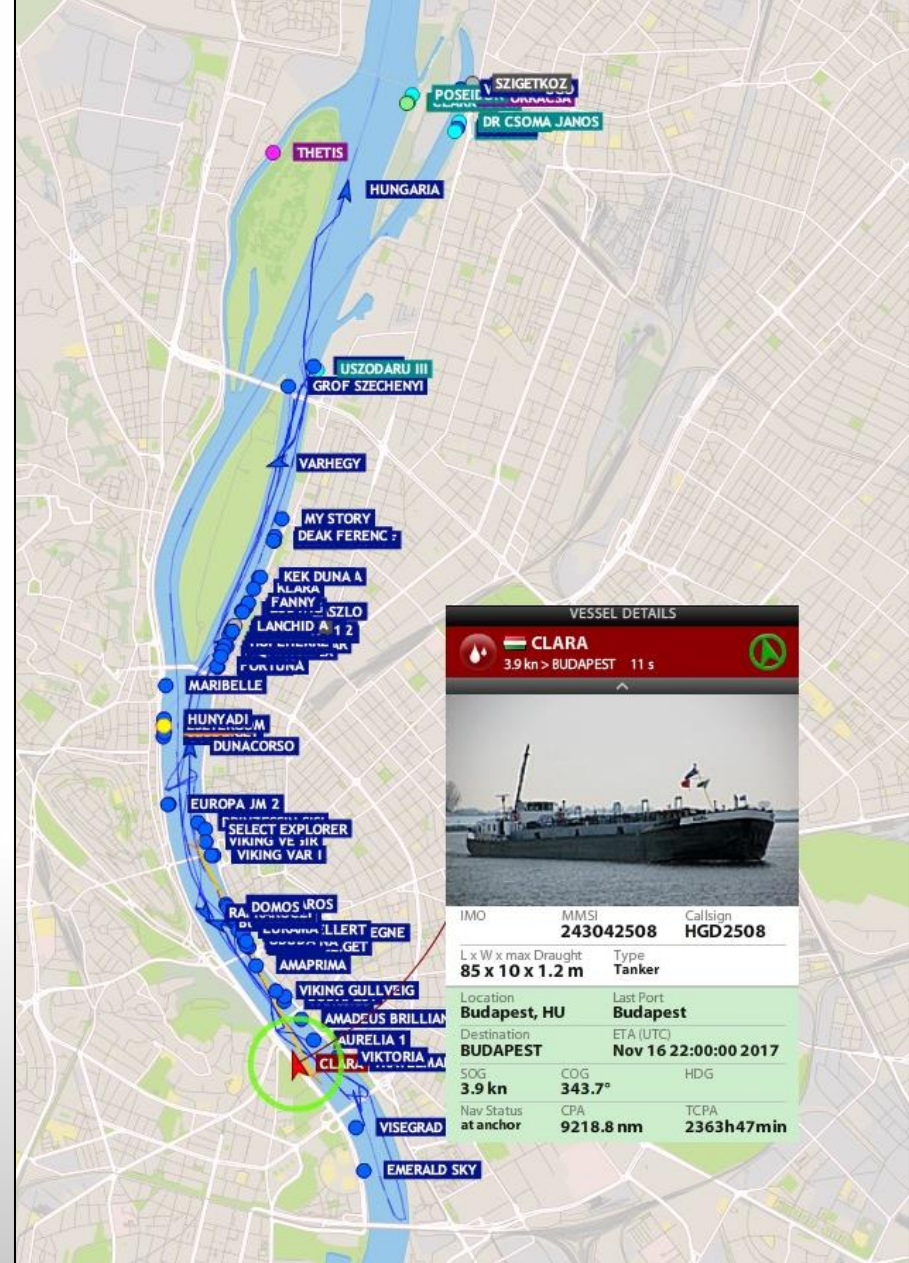 SZIGETKOZ
POSEIDON
DR CSOMA JANOS
THETIS
HUNGARIA
USZODARU III
GROF SZECHENYI
VARHEGY
MY STORY
DEAK FERENC
KEK DUNA
KLARA
FANNY
LANCHID
FORTUNA
MARIBELLE
HUNYADI
DUNACORSO
EUROPA JM 2
SELECT EXPLORER
VIKING VE
VIKING VAR
DOMOS
AMAPRIMA
VIKING GULLVEIG
AMADEUS BRILLIAN
AURELIA 1
CLARA VIKTORIA
VISEGRAD
EMERALD SKY
VESSEL DETAILS
CLARA
3.9 kn > BUDAPEST 11 s
IMO MMSI Callsign
243042508 HGD2508
L x W x max Draught Type
85 x 10 x 1.2 m Tanker
Location Last Port
Budapest, HU Budapest
Destination ETA (UTC)
BUDAPEST Nov 16 22:00:00 2017
SOG COG HDG
3.9 kn 343.7°
Nav Status CPA TCPA
at anchor 9218.8 nm 2363h47min